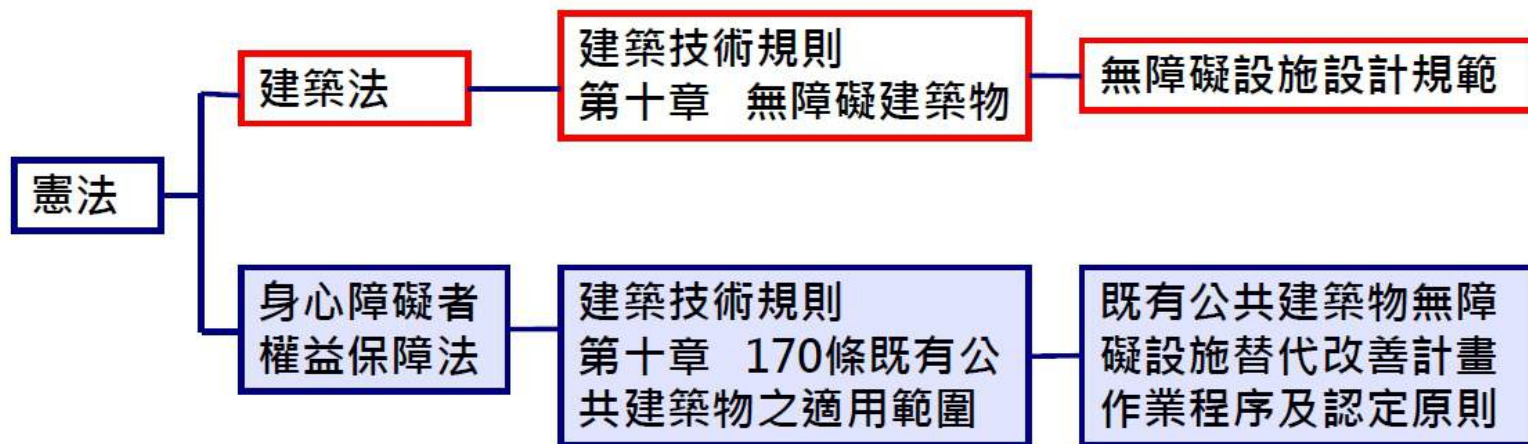 憲法
建築法
建築技術規則
第十章 無障礙建築物
無障礙設施設計規範
身心障礙者
權益保障法
建築技術規則
第十章 170條既有公
共建築物之適用範圍
既有公共建築物無障
礙設施替代改善計畫
作業程序及認定原則